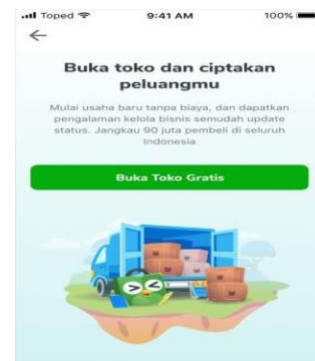 Toped 9:41 AM 100%
Buka toko dan ciptakan
peluangmu
Mulai usaha baru tanpa biaya, dan dapatkan
pengalaman kelola bisnis semudah update
status. Jangkau 90 juta pembeli di seluruh
Indonesia
Buka Toko Gratis